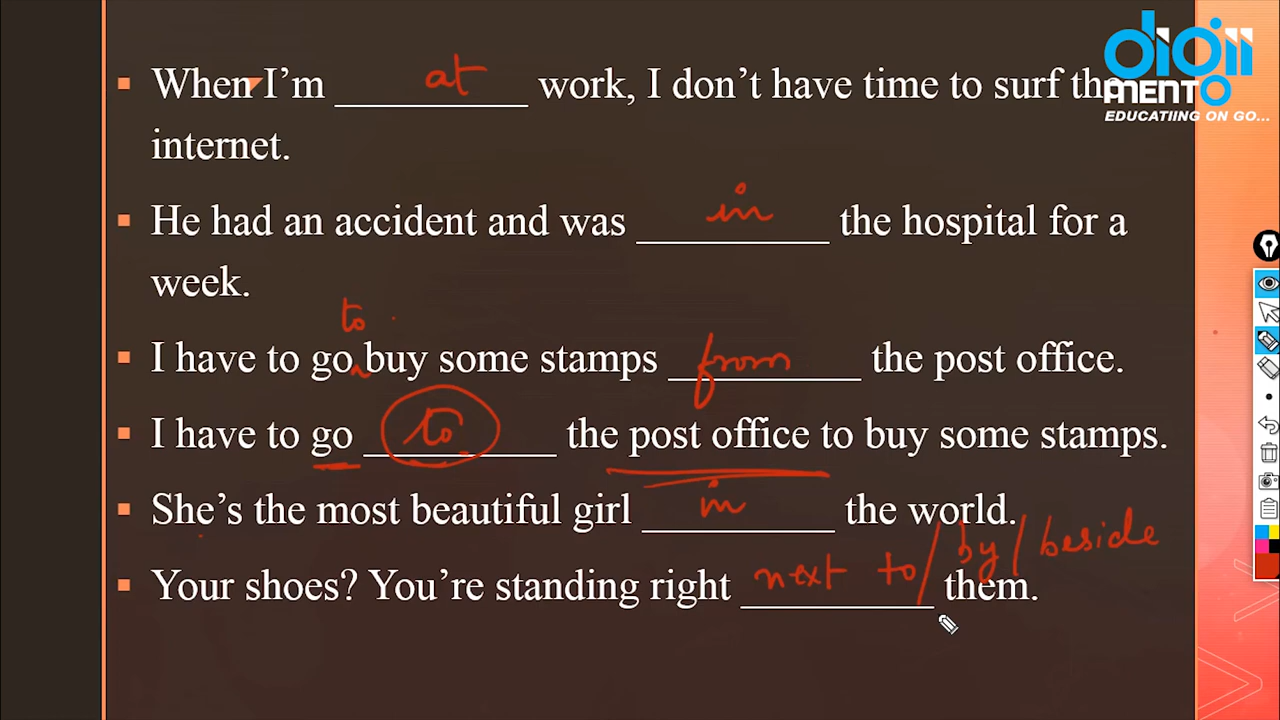 When I'm at work, I don't have time to surf the
internet.
He had an accident and was in the hospital for a
week.
to
I have to go buy some stamps from the post office.
I have to go to the post office to buy some stamps.
She's the most beautiful girl in the world.
Your shoes? You're standing right next to / by / beside them.
digii
MENTO
EDUCATIING ON GO...